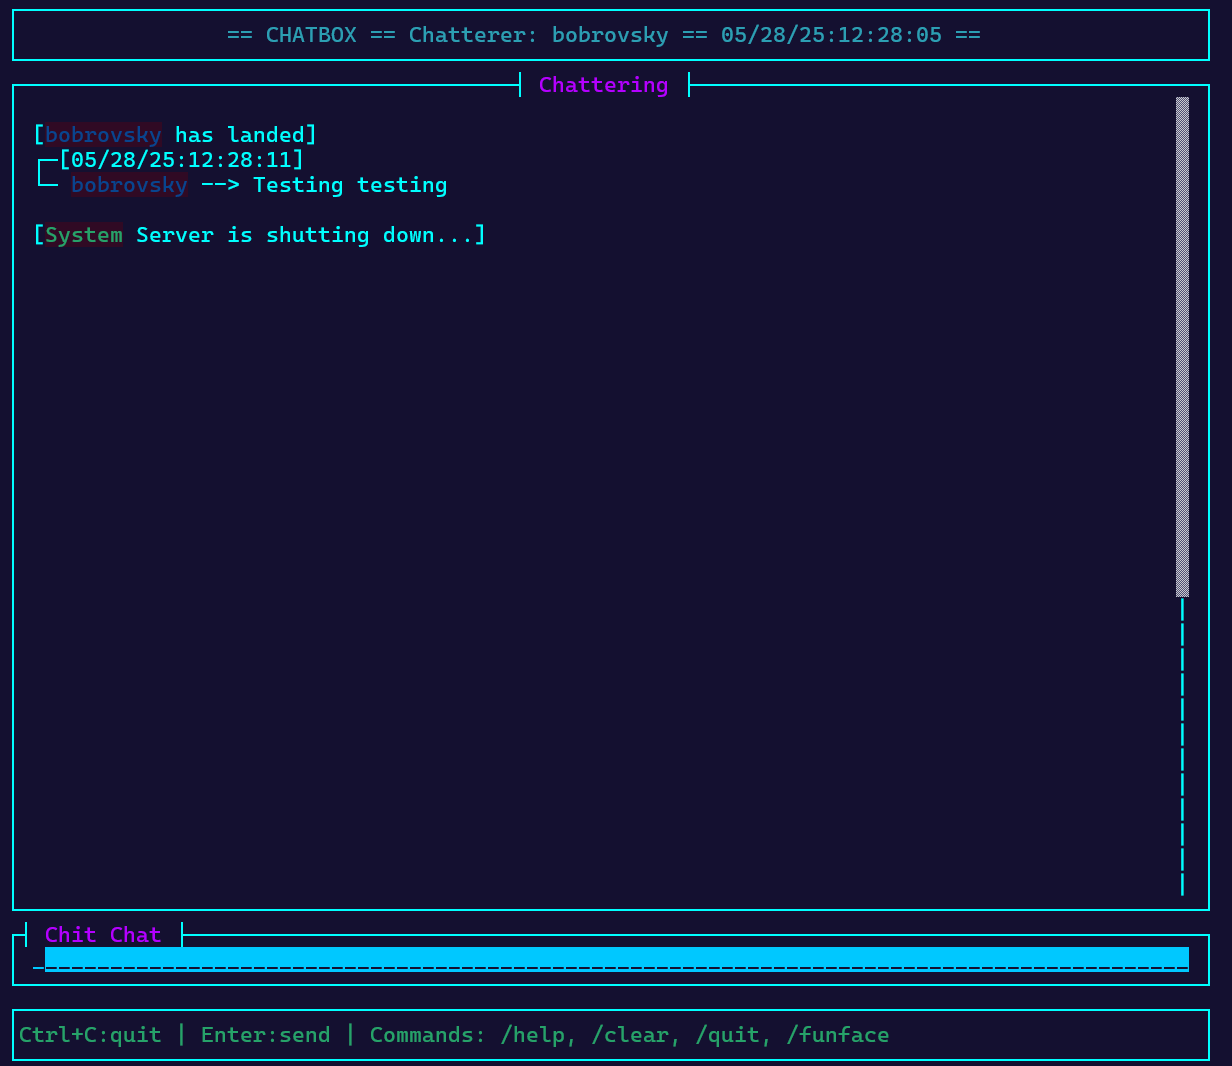 == CHATBOX == Chatterer: bobrovsky == 05/28/25:12:28:05 ==
Chattering
[bobrovsky has landed]
[05/28/25:12:28:11]
bobrovsky --> Testing testing
[System Server is shutting down...]
Chit Chat
Ctrl+C:quit | Enter:send | Commands: /help, /clear, /quit, /funface